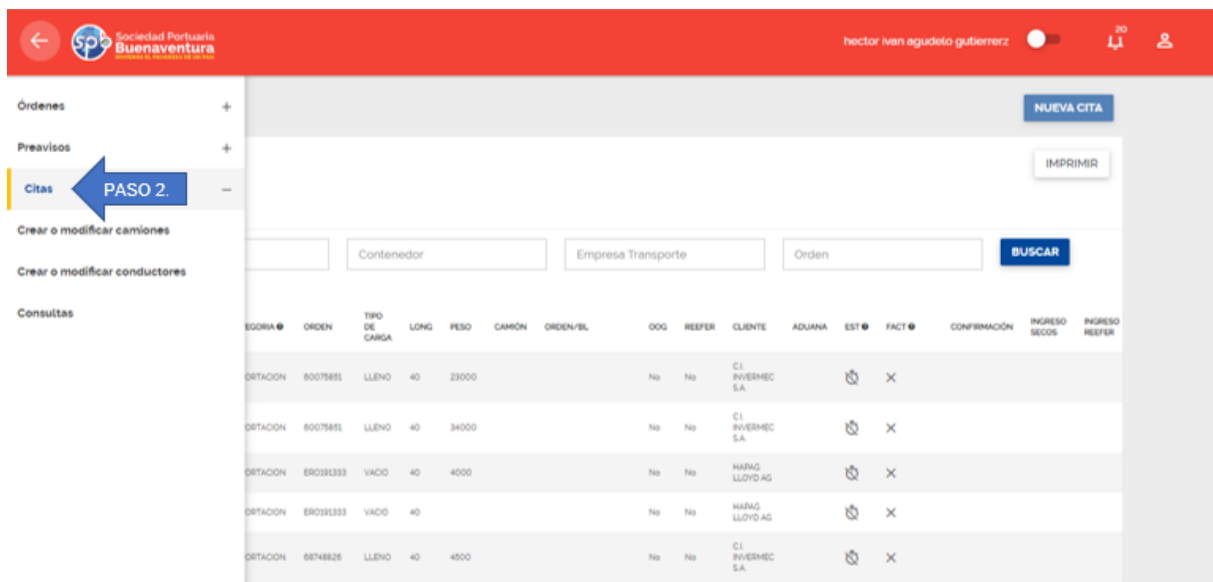 spb Sociedad Portuaria
Buenaventura
hector ivan agudelo gutierrerz
20
Órdenes +
NUEVA CITA
Preavisos +
IMPRIMIR
Citas PASO 2. −
Crear o modificar camiones
Contenedor Empresa Transporte Orden BUSCAR
Crear o modificar conductores
Consultas
EGORIA ORDEN TIPO DE CARGA LONG PESO CAMIÓN ORDEN/BL OOG REEFER CLIENTE ADUANA EST FACT CONFIRMACIÓN INGRESO SECOS INGRESO REEFER
ORTACION 60075851 LLENO 40 23000 No No C.I. INVERMEC S.A.
ORTACION 60075851 LLENO 40 34000 No No C.I. INVERMEC S.A.
ORTACION ERO191333 VACIO 40 4000 No No HAPAG LLOYD AG
ORTACION ERO191333 VACIO 40 No No HAPAG LLOYD AG
ORTACION 68748826 LLENO 40 4500 No No C.I. INVERMEC S.A.